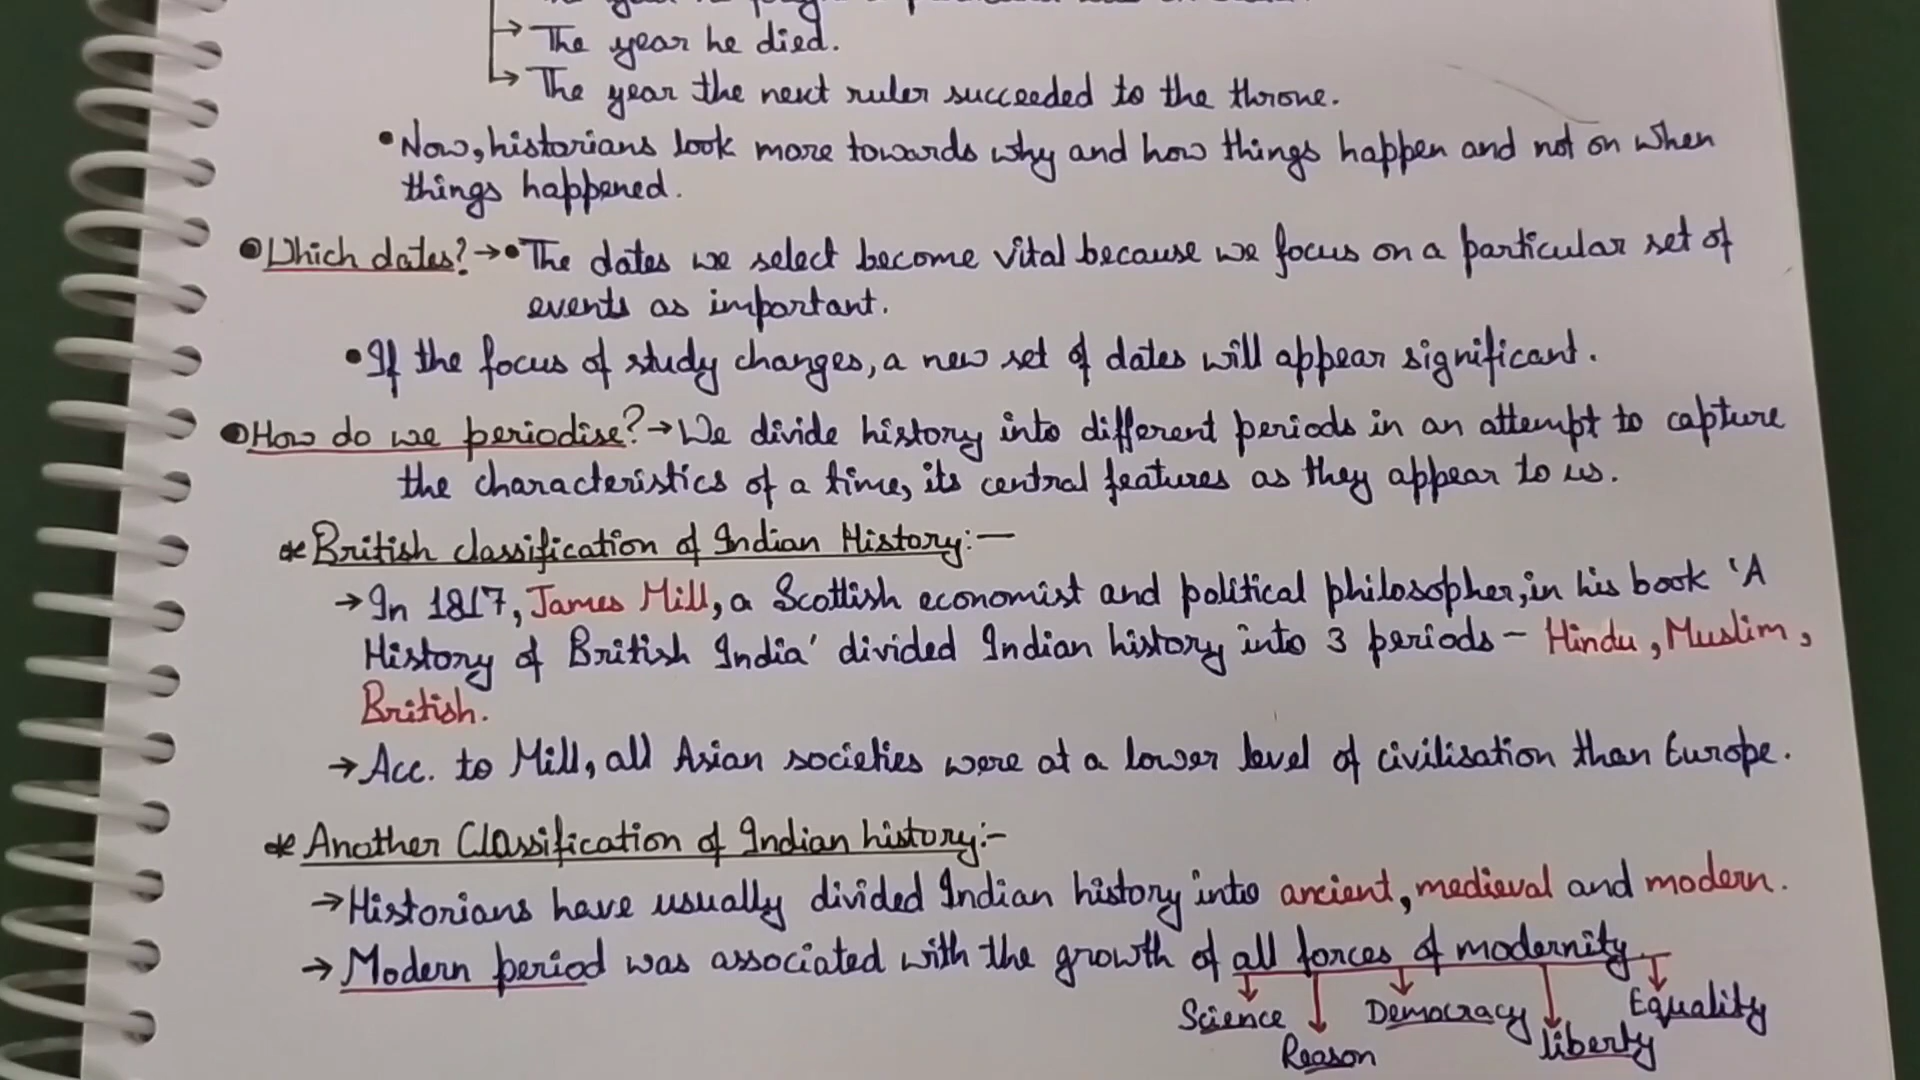 → The year he died.
→ The year the next ruler succeeded to the throne.
• Now, historians look more towards why and how things happen and not on when
things happened.
• Which dates? → • The dates we select become vital because we focus on a particular set of
events as important.
• If the focus of study changes, a new set of dates will appear significant.
• How do we periodise? → We divide history into different periods in an attempt to capture
the characteristics of a time, its central features as they appear to us.
* British classification of Indian History:—
→ In 1817, James Mill, a Scottish economist and political philosopher, in his book 'A
History of British India' divided Indian history into 3 periods – Hindu, Muslim,
British.
→ Acc. to Mill, all Asian societies were at a lower level of civilisation than Europe.
* Another Classification of Indian history:–
→ Historians have usually divided Indian history into ancient, medieval and modern.
→ Modern period was associated with the growth of all forces of modernity
Science Reason Democracy liberty Equality